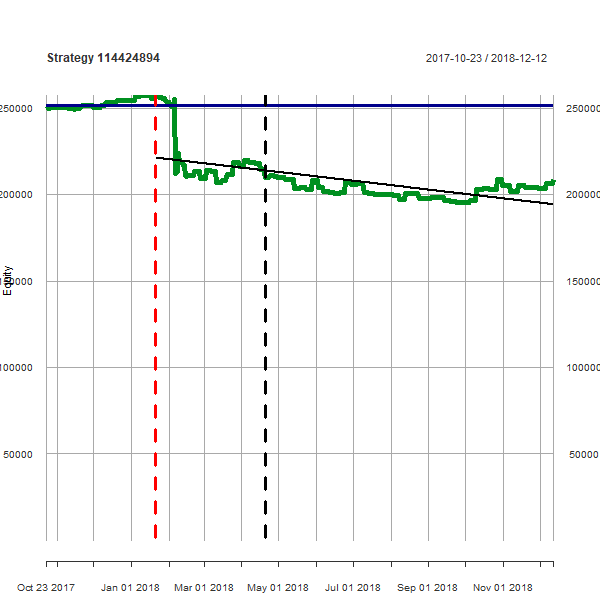 Strategy 114424894 2017-10-23 / 2018-12-12
250000 250000
200000 200000
150000 150000
Equity
100000 100000
50000 50000
Oct 23 2017 Jan 01 2018 Mar 01 2018 May 01 2018 Jul 01 2018 Sep 01 2018 Nov 01 2018